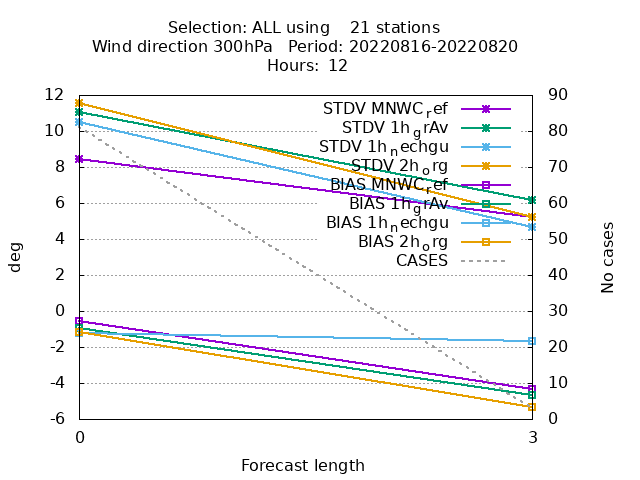 Selection: ALL using    21 stations
Wind direction 300hPa   Period: 20220816-20220820
Hours: 12
12
10
8
6
4
2
0
-2
-4
-6
deg
STDV MNWC_ref
STDV 1h_grAv
STDV 1h_nechgu
STDV 2h_org
BIAS MNWC_ref
BIAS 1h_grAv
BIAS 1h_nechgu
BIAS 2h_org
CASES
90
80
70
60
50
40
30
20
10
0
No cases
0 3
Forecast length